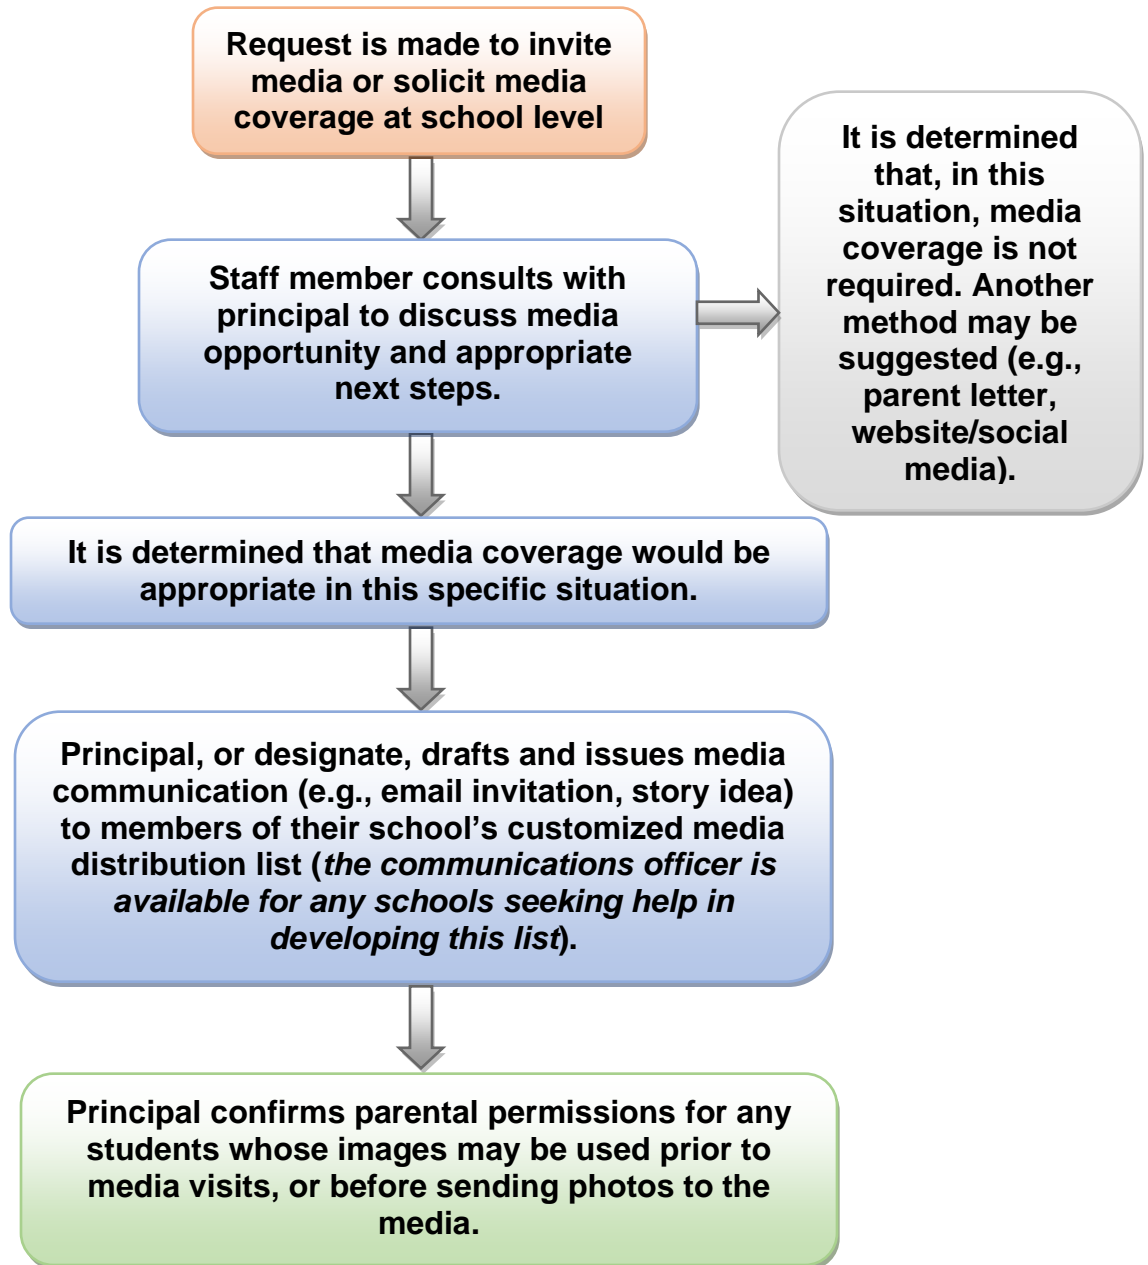 Request is made to invite
media or solicit media
coverage at school level
It is determined
that, in this
situation, media
coverage is not
required. Another
method may be
suggested (e.g.,
parent letter,
website/social
media).
Staff member consults with
principal to discuss media
opportunity and appropriate
next steps.
It is determined that media coverage would be
appropriate in this specific situation.
Principal, or designate, drafts and issues media
communication (e.g., email invitation, story idea)
to members of their school’s customized media
distribution list (the communications officer is
available for any schools seeking help in
developing this list).
Principal confirms parental permissions for any
students whose images may be used prior to
media visits, or before sending photos to the
media.